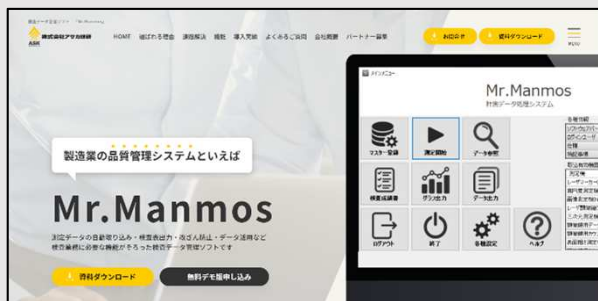 「Mr.Manmos」
株式会社アサカ理研
ASK
HOME
選ばれる理由
課題解決
機能
導入実績
よくあるご質問
会社概要
パートナー募集
お問合せ
資料ダウンロード
MENU
製造業の品質管理システムといえば
Mr.Manmos
測定データの自動取り込み・検査表出力・改ざん防止・データ活用など
検査業務に必要な機能がそろった検査データ管理ソフトです
資料ダウンロード
無料デモ版申し込み
メインメニュー
Mr.Manmos
計測データ処理システム
マスター登録
測定開始
データ参照
検査成績書
グラフ出力
データ出力
ログアウト
終了
各種設定
ヘルプ
各種情報